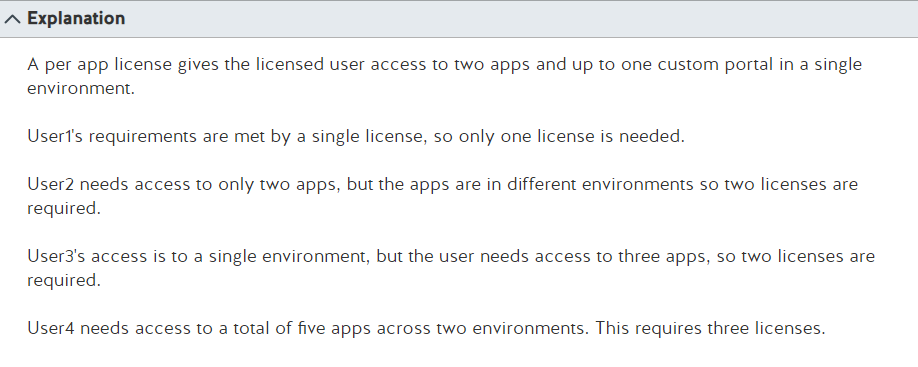 Explanation
A per app license gives the licensed user access to two apps and up to one custom portal in a single
environment.
User1's requirements are met by a single license, so only one license is needed.
User2 needs access to only two apps, but the apps are in different environments so two licenses are
required.
User3's access is to a single environment, but the user needs access to three apps, so two licenses are
required.
User4 needs access to a total of five apps across two environments. This requires three licenses.